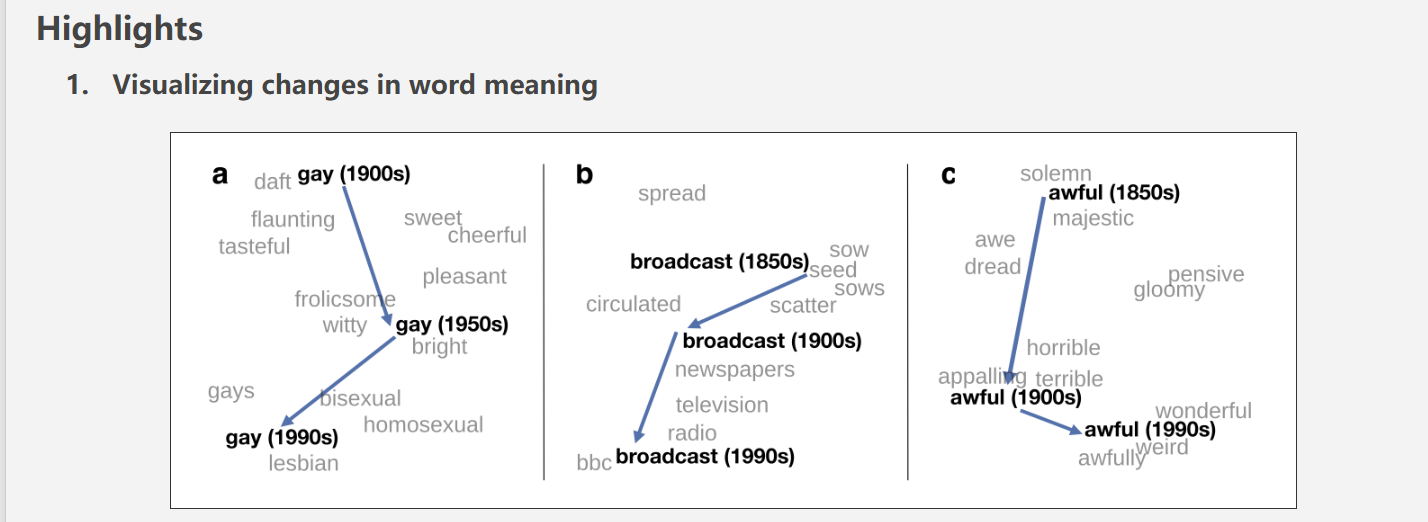 Highlights
1. Visualizing changes in word meaning
a
daft gay (1900s)
flaunting
sweet
tasteful
cheerful
pleasant
frolicsome
witty
gay (1950s)
bright
gays
bisexual
homosexual
gay (1990s)
lesbian
b
spread
broadcast (1850s)
sow
seed
sows
circulated
scatter
broadcast (1900s)
newspapers
television
radio
bbc broadcast (1990s)
c
solemn
awful (1850s)
majestic
awe
dread
pensive
gloomy
horrible
appalling terrible
awful (1900s)
wonderful
awful (1990s)
weird
awfully